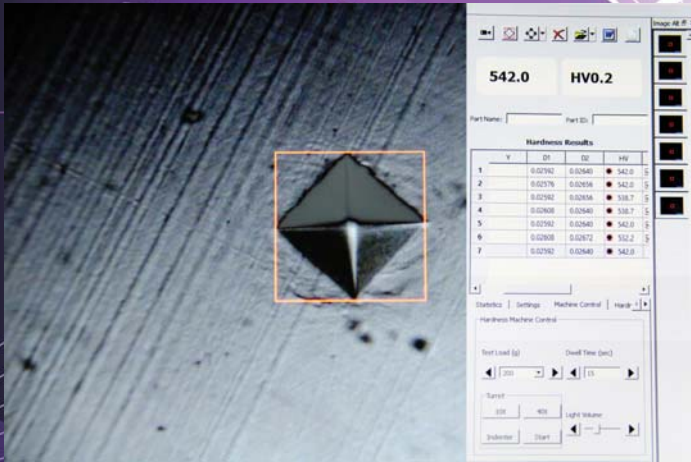 Image Alt
542.0 HV0.2
Part Name: Part ID:
Hardness Results
Y D1 D2 HV
1 0.02592 0.02640 542.0
2 0.02576 0.02656 542.0
3 0.02592 0.02656 538.7
4 0.02608 0.02640 538.7
5 0.02592 0.02640 542.0
6 0.02608 0.02672 532.2
7 0.02592 0.02640 542.0
Statistics Settings Machine Control Hardn
Hardness Machine Control
Test Load (g) Dwell Time (sec)
200 15
Turret
10X 40X
Light Volume
Indenter Start